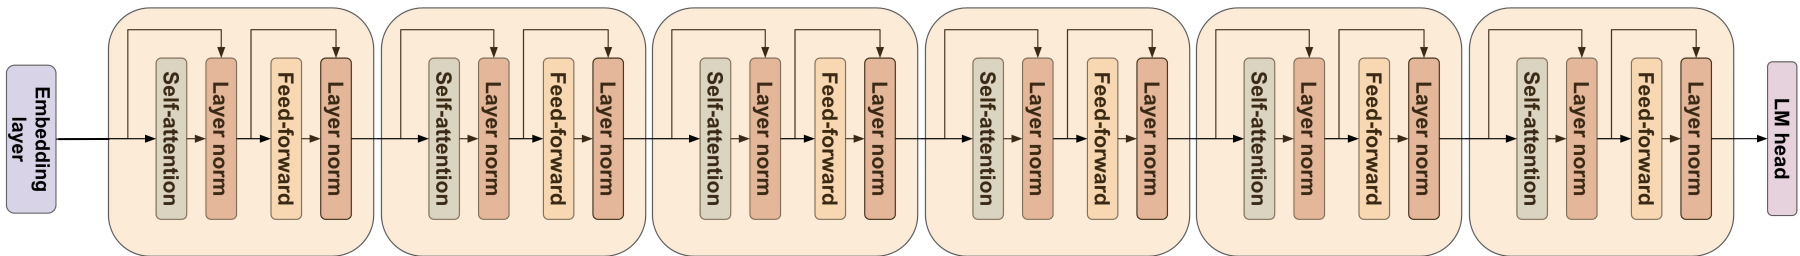 Embedding
layer
Self-attention
Layer norm
Feed-forward
Layer norm
Self-attention
Layer norm
Feed-forward
Layer norm
Self-attention
Layer norm
Feed-forward
Layer norm
Self-attention
Layer norm
Feed-forward
Layer norm
Self-attention
Layer norm
Feed-forward
Layer norm
Self-attention
Layer norm
Feed-forward
Layer norm
LM head